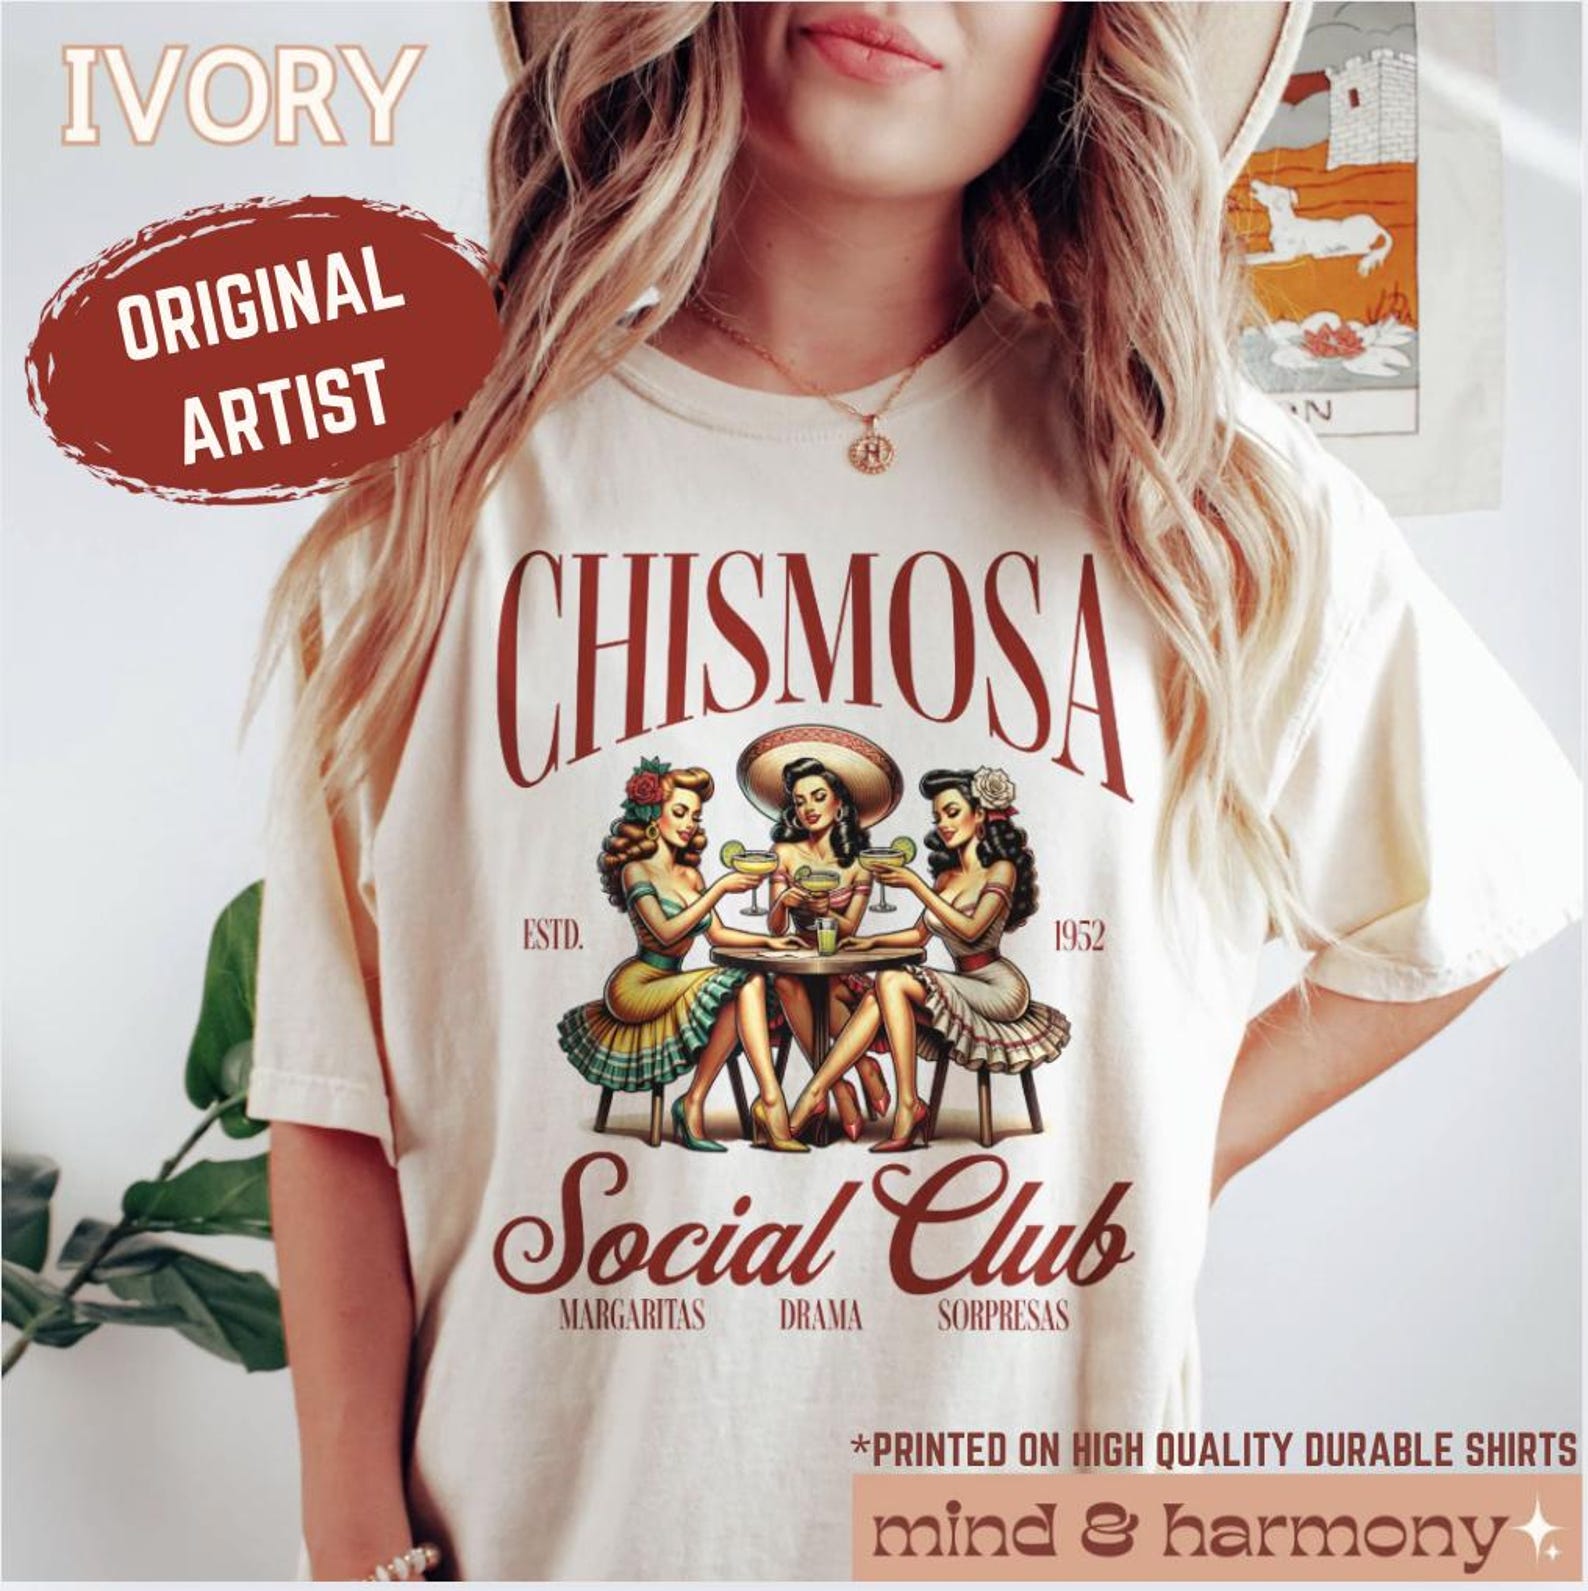 IVORY
ORIGINAL
ARTIST
H
ON
CHISMOSA
ESTD.
1952
Social Club
MARGARITAS DRAMA SORPRESAS
*PRINTED ON HIGH QUALITY DURABLE SHIRTS
mind & harmony